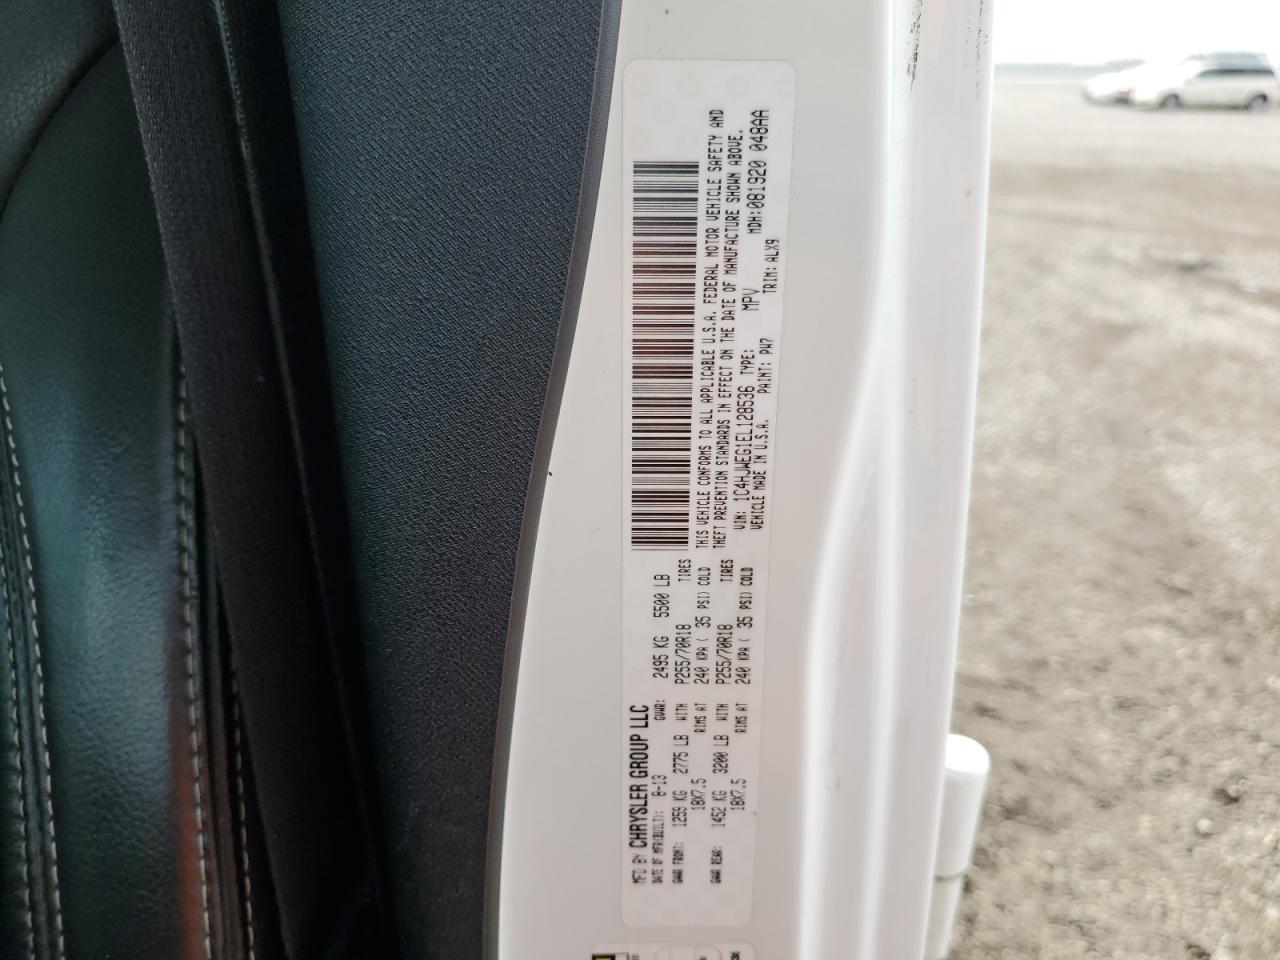 MFD BY CHRYSLER GROUP LLC
DATE OF MFR(BUILT): 8-13 GVWR: 2495 KG 5500 LB
GAWR FRONT: 1259 KG 2775 LB WITH P255/70R18 TIRES
18X7.5 RIMS AT 240 KPA ( 35 PSI) COLD
GAWR REAR: 1452 KG 3200 LB WITH P255/70R18 TIRES
18X7.5 RIMS AT 240 KPA ( 35 PSI) COLD
THIS VEHICLE CONFORMS TO ALL APPLICABLE U.S.A. FEDERAL MOTOR VEHICLE SAFETY AND
THEFT PREVENTION STANDARDS IN EFFECT ON THE DATE OF MANUFACTURE SHOWN ABOVE.
VIN: 1C4HJWEG1EL128536 TYPE: MPV MDH:081920 048AA
VEHICLE MADE IN U.S.A. PAINT: PW7 TRIM: ALX9